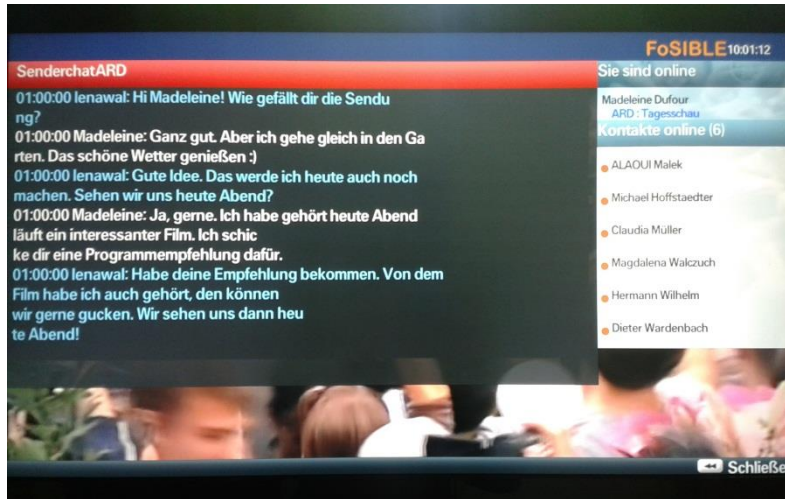 FoSIBLE 10:01:12
SenderchatARD
01:00:00 lenawal: Hi Madeleine! Wie gefällt dir die Sendu
ng?
01:00:00 Madeleine: Ganz gut. Aber ich gehe gleich in den Ga
rten. Das schöne Wetter genießen :)
01:00:00 lenawal: Gute Idee. Das werde ich heute auch noch
machen. Sehen wir uns heute Abend?
01:00:00 Madeleine: Ja, gerne. Ich habe gehört heute Abend
läuft ein interessanter Film. Ich schic
ke dir eine Programmempfehlung dafür.
01:00:00 lenawal: Habe deine Empfehlung bekommen. Von dem
Film habe ich auch gehört, den können
wir gerne gucken. Wir sehen uns dann heu
te Abend!
Sie sind online
Madeleine Dufour
ARD : Tagesschau
Kontakte online (6)
ALAOUI Malek
Michael Hoffstaedter
Claudia Müller
Magdalena Walczuch
Hermann Wilhelm
Dieter Wardenbach
Schließe